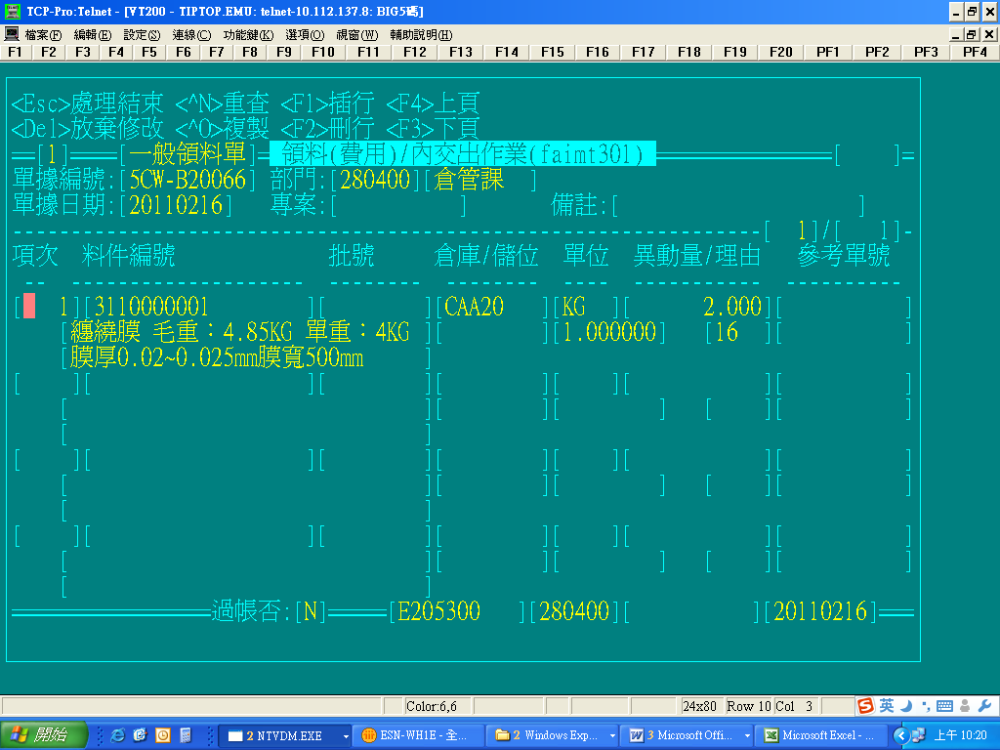 TCP-Pro:Telnet - [VT200 - TIPTOP.EMU: telnet-10.112.137.8: BIG5碼]
檔案(F) 編輯(E) 設定(S) 連線(C) 功能鍵(K) 選項(O) 視窗(W) 輔助說明(H)
F1 F2 F3 F4 F5 F6 F7 F8 F9 F10 F11 F12 F13 F14 F15 F16 F17 F18 F19 F20 PF1 PF2 PF3 PF4
<Esc>處理結束 <^N>重查 <F1>插行 <F4>上頁
<Del>放棄修改 <^O>複製 <F2>刪行 <F3>下頁
==[1]====[一般領料單]= 領料(費用)/內交出作業(faimt301) ===============[ ]=
單據編號:[5CW-B20066] 部門:[280400][倉管課 ]
單據日期:[20110216] 專案:[ ] 備註:[ ]
----------------------------------------------------------------[ 1]/[ 1]-
項次 料件編號 批號 倉庫/儲位 單位 異動量/理由 參考單號
-- ------------------- -------- -------- ---- ----------- ----------
[ 1][3110000001 ][ ][CAA20 ][KG ][ 2.000][ ]
[纏繞膜 毛重：4.85KG 單重：4KG ][ ][1.000000] [16 ][ ]
[膜厚0.02~0.025mm膜寬500mm ]
[ ][ ][ ][ ][ ][ ][ ]
[ ][ ][ ] [ ][ ]
[ ]
[ ][ ][ ][ ][ ][ ][ ]
[ ][ ][ ] [ ][ ]
[ ]
[ ][ ][ ][ ][ ][ ][ ]
[ ][ ][ ] [ ][ ]
[ ]
=================過帳否:[N]=====[E205300 ][280400][ ][20110216]===
Color:6,6 24x80 Row 10 Col 3 英
開始 2 NTVDM.EXE ESN-WH1E - 全... 2 Windows Exp... 3 Microsoft Offi... Microsoft Excel - ... 上午 10:20